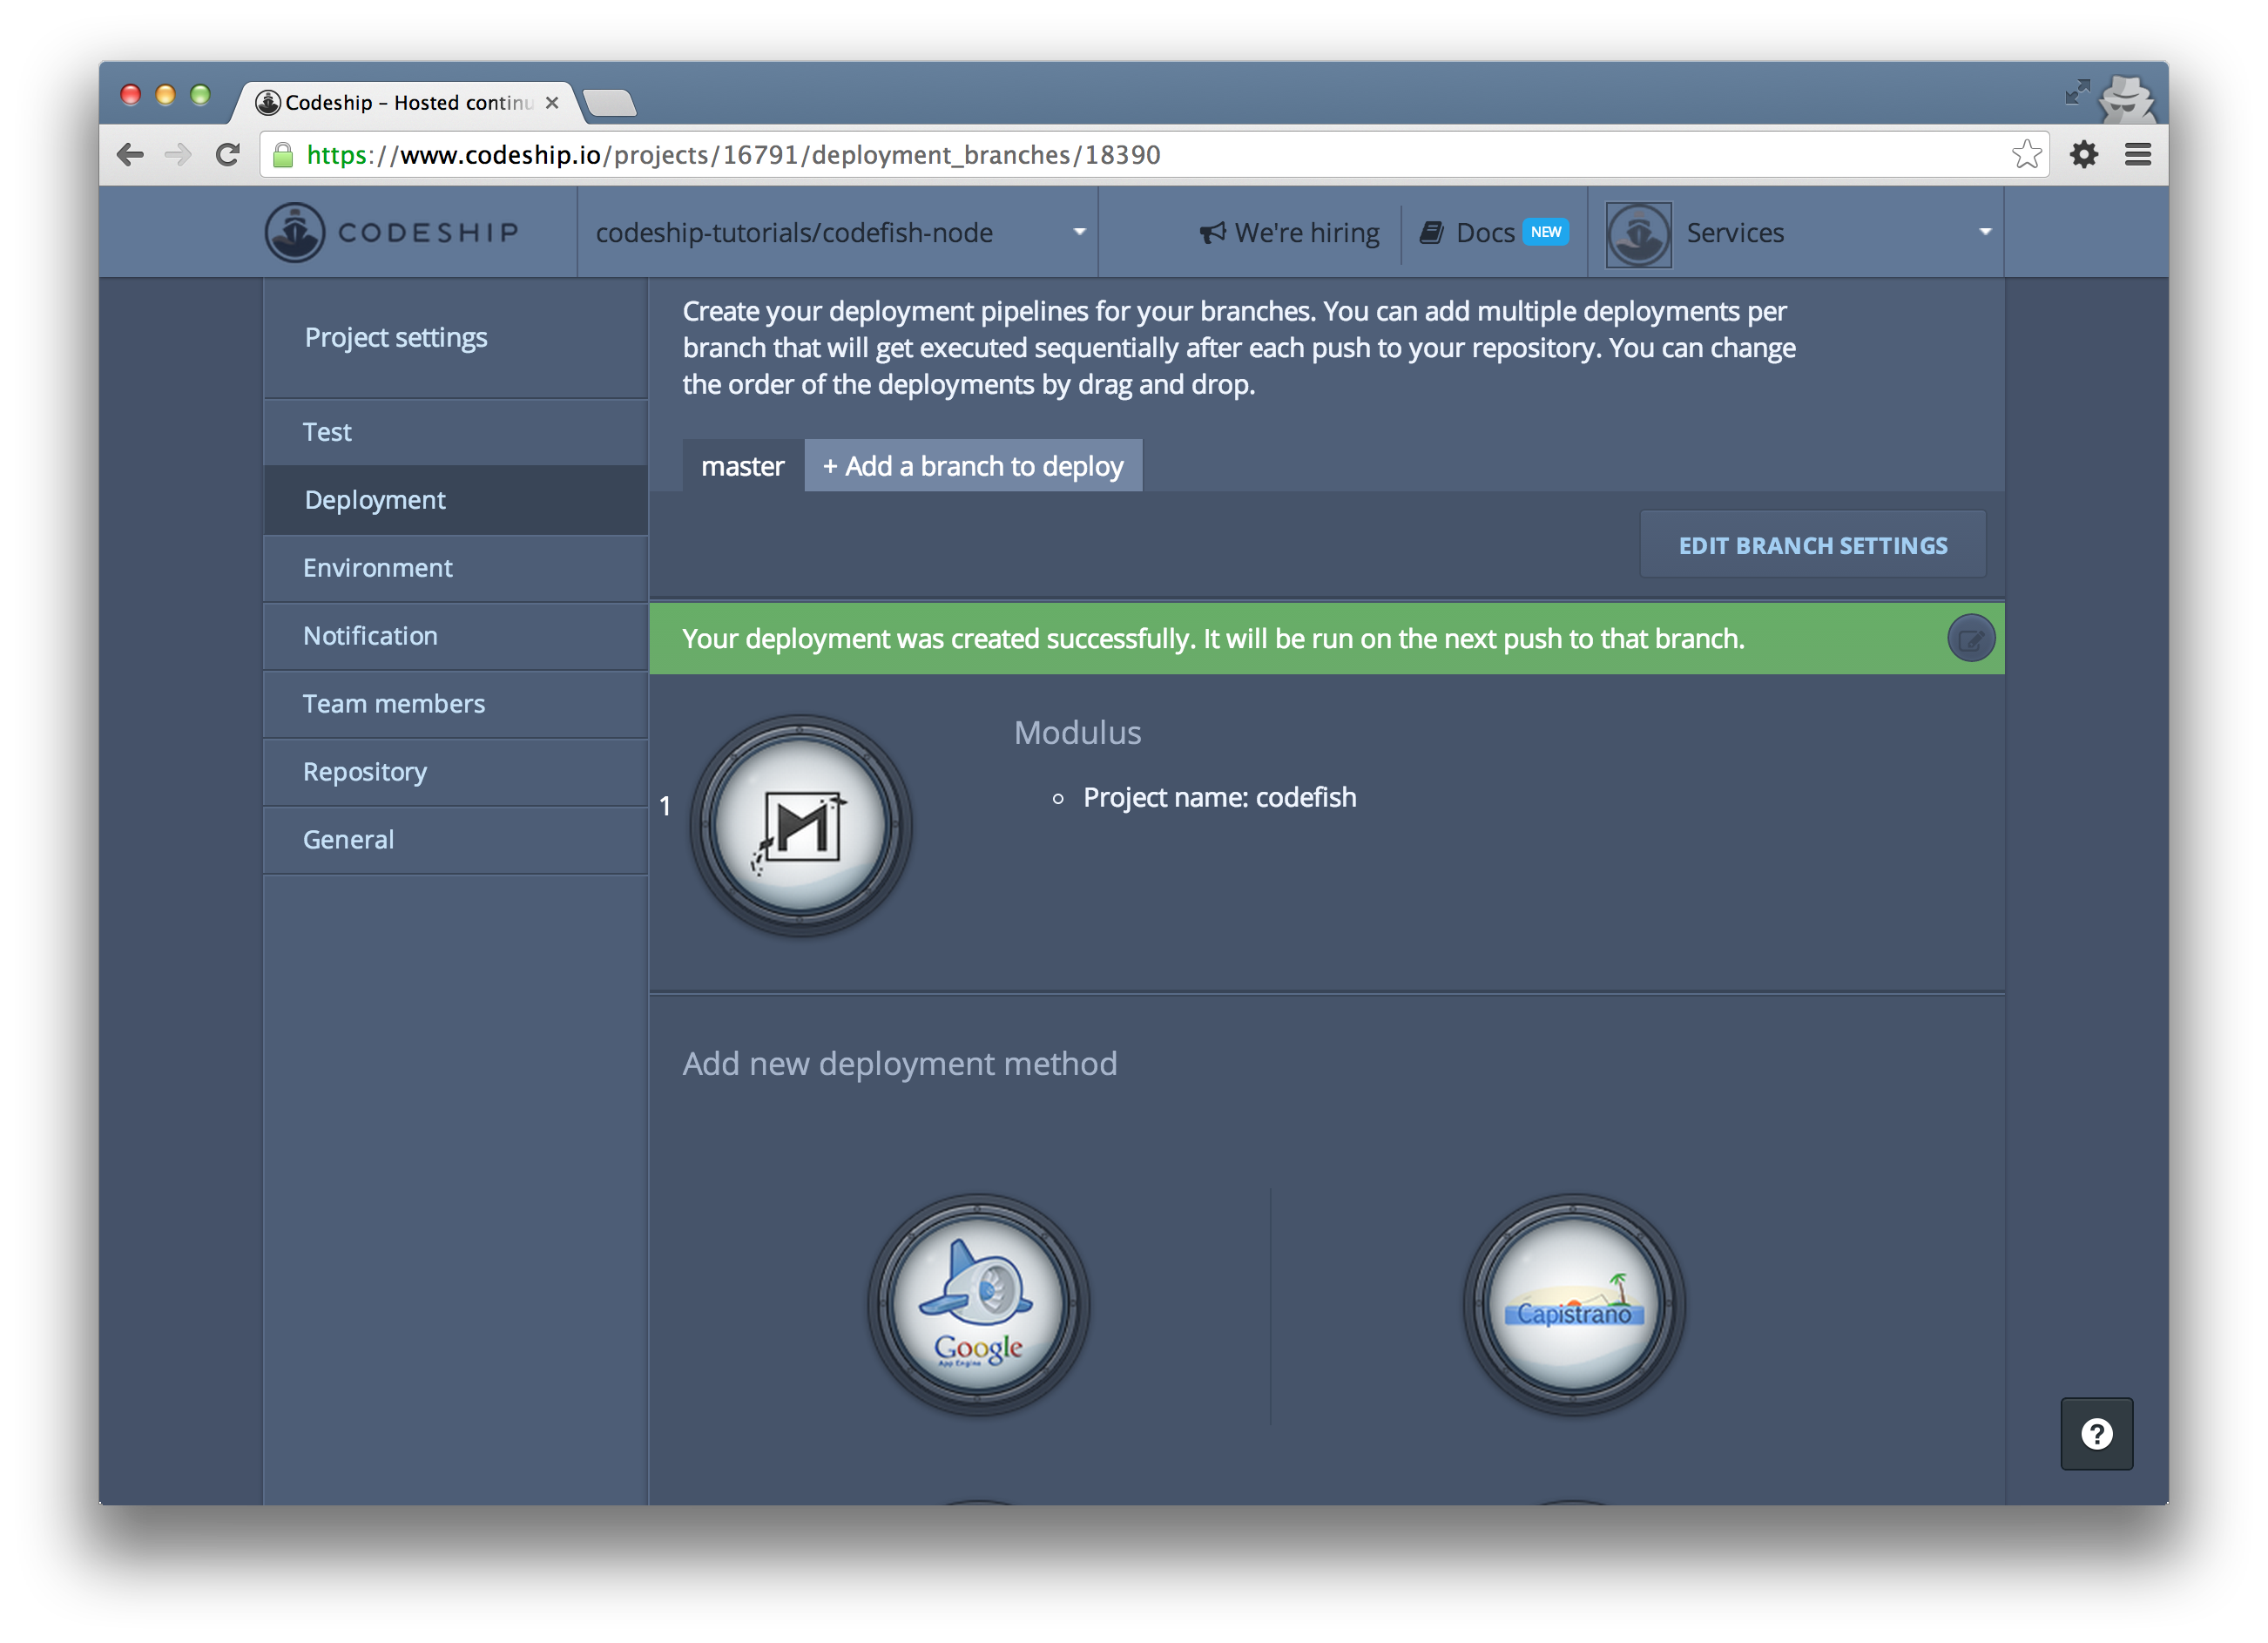 Codeship – Hosted continu
https://www.codeship.io/projects/16791/deployment_branches/18390
CODESHIP
codeship-tutorials/codefish-node
We're hiring
Docs NEW
Services
Project settings
Test
Deployment
Environment
Notification
Team members
Repository
General
Create your deployment pipelines for your branches. You can add multiple deployments per
branch that will get executed sequentially after each push to your repository. You can change
the order of the deployments by drag and drop.
master
+ Add a branch to deploy
EDIT BRANCH SETTINGS
Your deployment was created successfully. It will be run on the next push to that branch.
1
M
Modulus
Project name: codefish
Add new deployment method
Google
App Engine
Capistrano
?